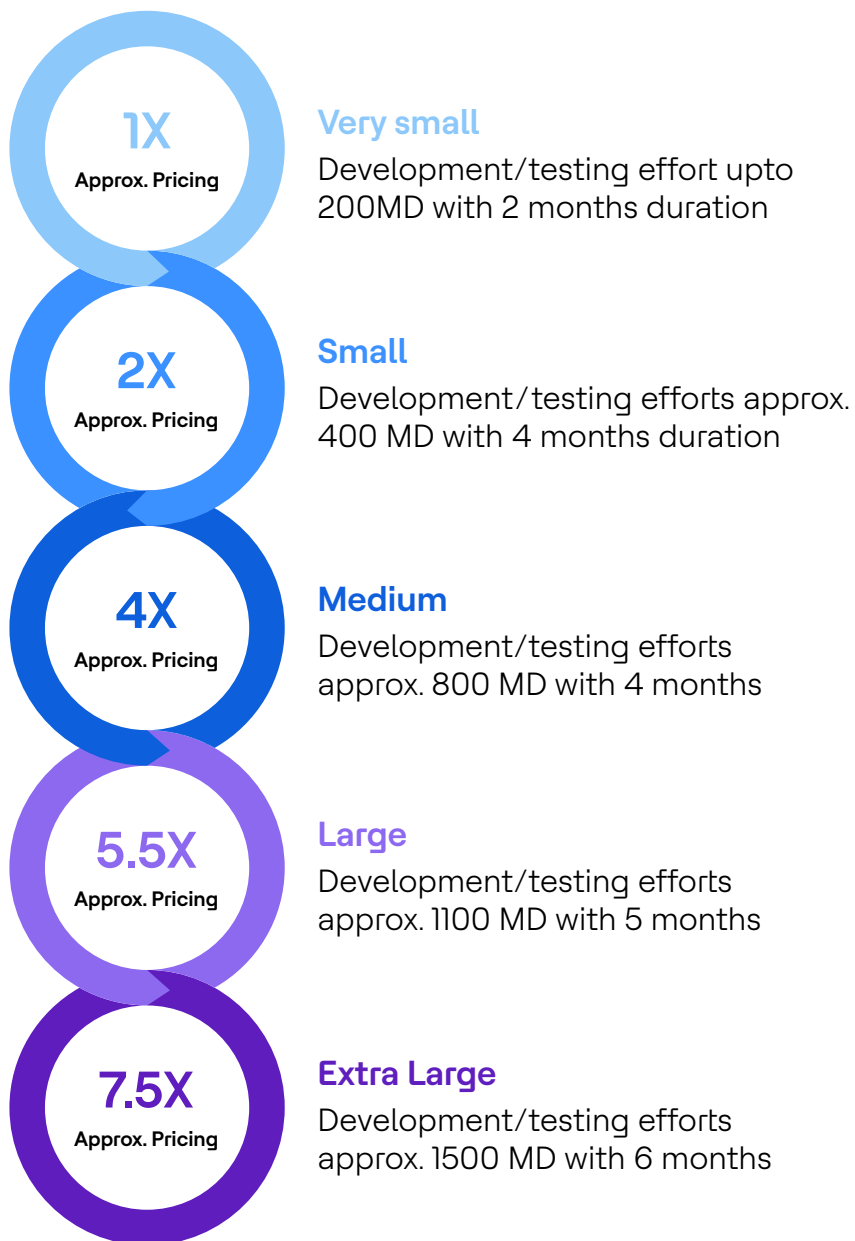 1X
Approx. Pricing
Very small
Development/testing effort upto
200MD with 2 months duration
2X
Approx. Pricing
Small
Development/testing efforts approx.
400 MD with 4 months duration
4X
Approx. Pricing
Medium
Development/testing efforts
approx. 800 MD with 4 months
5.5X
Approx. Pricing
Large
Development/testing efforts
approx. 1100 MD with 5 months
7.5X
Approx. Pricing
Extra Large
Development/testing efforts
approx. 1500 MD with 6 months